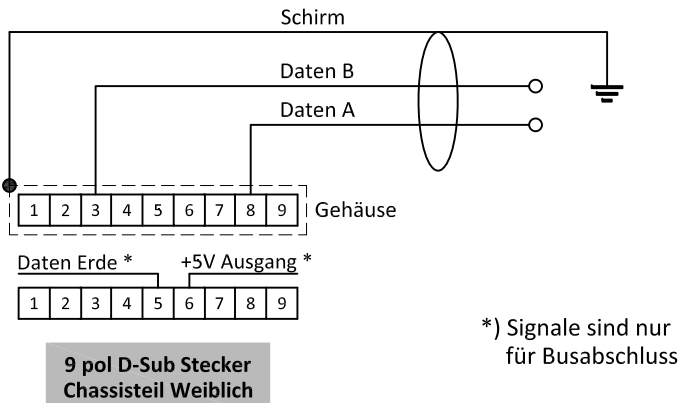 Schirm
Daten B
Daten A
1 2 3 4 5 6 7 8 9 Gehäuse
Daten Erde * +5V Ausgang *
1 2 3 4 5 6 7 8 9
*) Signale sind nur
für Busabschluss
9 pol D-Sub Stecker
Chassisteil Weiblich